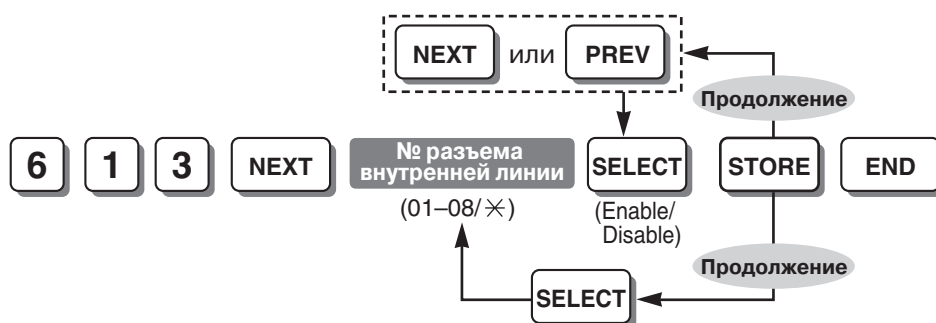 NEXT или PREV
Продолжение
6 1 3 NEXT № разъема внутренней линии SELECT STORE END
(01–08/✳)
(Enable/
Disable)
Продолжение
SELECT